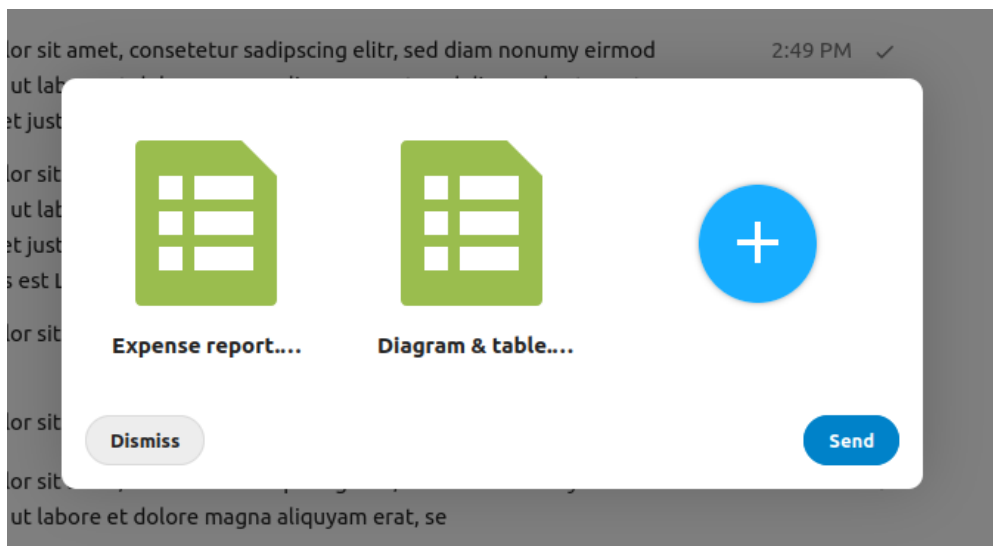 lor sit amet, consetetur sadipscing elitr, sed diam nonumy eirmod 2:49 PM
ut lab
et just
lor sit
ut lab
et just
s est L
lor sit
Expense report.…
Diagram & table.…
lor sit
Dismiss
Send
lor sit
ut labore et dolore magna aliquyam erat, se